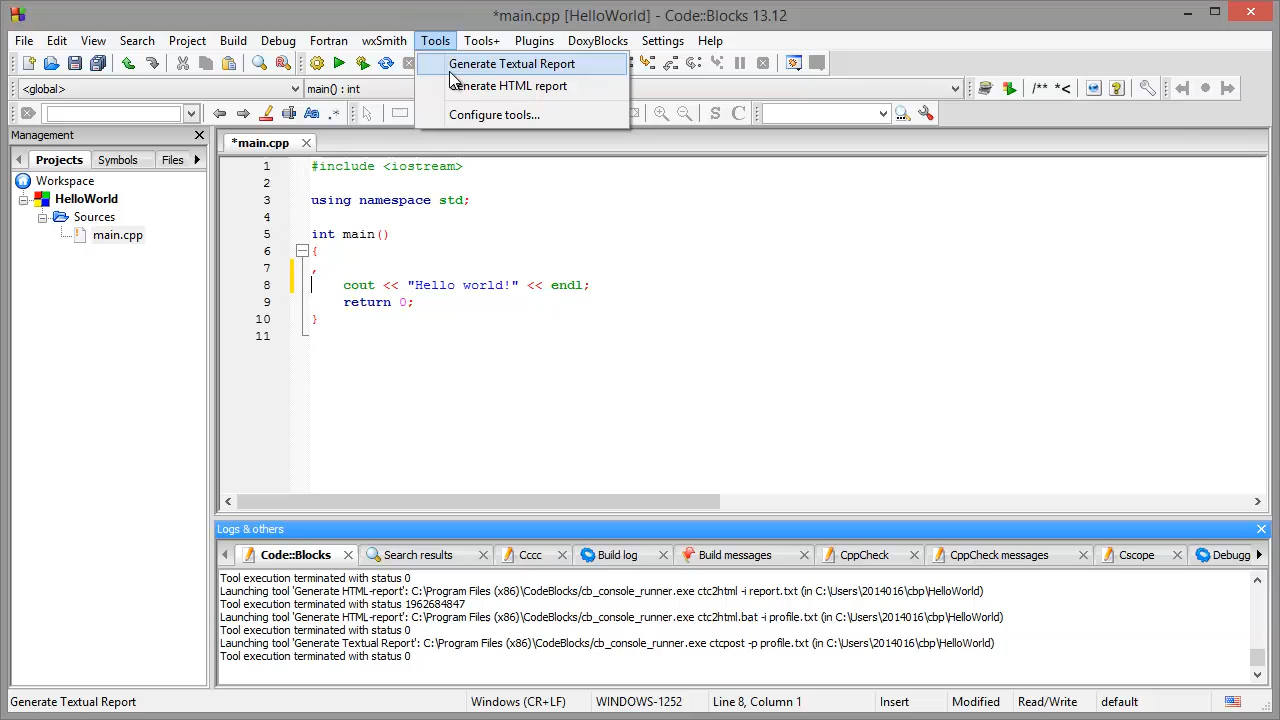 *main.cpp [HelloWorld] - Code::Blocks 13.12
File Edit View Search Project Build Debug Fortran wxSmith Tools Tools+ Plugins DoxyBlocks Settings Help
Generate Textual Report
<global> main() : int
Generate HTML report
/** *<
Aa .*
S C
Configure tools...
Management
Projects Symbols Files
Workspace
HelloWorld
Sources
main.cpp
*main.cpp
1 #include <iostream>
2
3 using namespace std;
4
5 int main()
6 {
7 ,
8 cout << "Hello world!" << endl;
9 return 0;
10 }
11
Logs & others
Code::Blocks Search results Cccc Build log Build messages CppCheck CppCheck messages Cscope Debugg
Tool execution terminated with status 0
Launching tool 'Generate HTML-report': C:\Program Files (x86)\CodeBlocks/cb_console_runner.exe ctc2html -i report.txt (in C:\Users\2014016\cbp\HelloWorld)
Tool execution terminated with status 1962684847
Launching tool 'Generate HTML-report': C:\Program Files (x86)\CodeBlocks/cb_console_runner.exe ctc2html.bat -i profile.txt (in C:\Users\2014016\cbp\HelloWorld)
Tool execution terminated with status 0
Launching tool 'Generate Textual Report': C:\Program Files (x86)\CodeBlocks/cb_console_runner.exe ctcpost -p profile.txt (in C:\Users\2014016\cbp\HelloWorld)
Tool execution terminated with status 0
Generate Textual Report Windows (CR+LF) WINDOWS-1252 Line 8, Column 1 Insert Modified Read/Write default